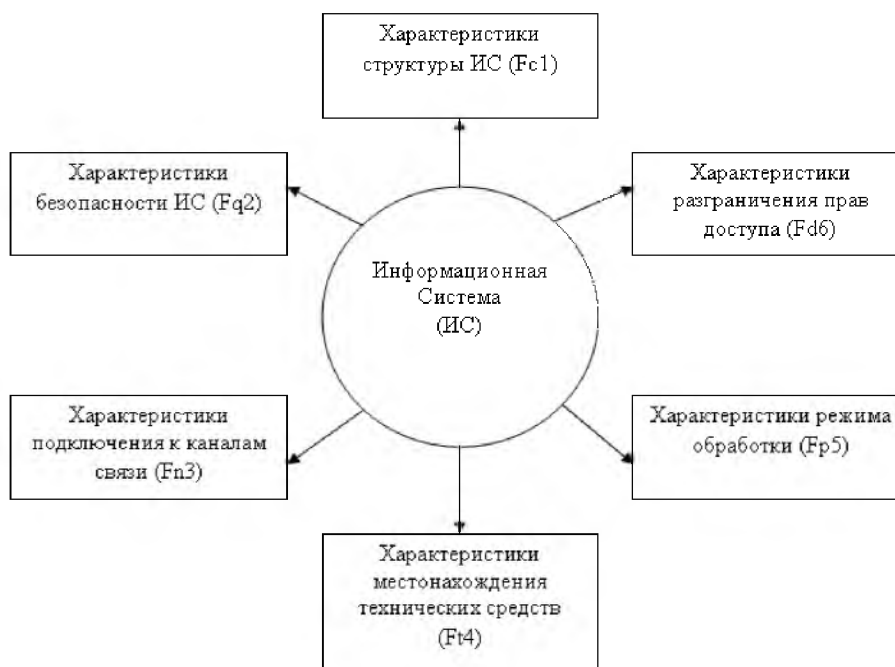 Характеристики
структуры ИС (Fc1)
Характеристики
безопасности ИС (Fq2)
Характеристики
разграничения прав
доступа (Fd6)
Информационная
Система
(ИС)
Характеристики
подключения к каналам
связи (Fn3)
Характеристики режима
обработки (Fp5)
Характеристики
местонахождения
технических средств
(Ft4)